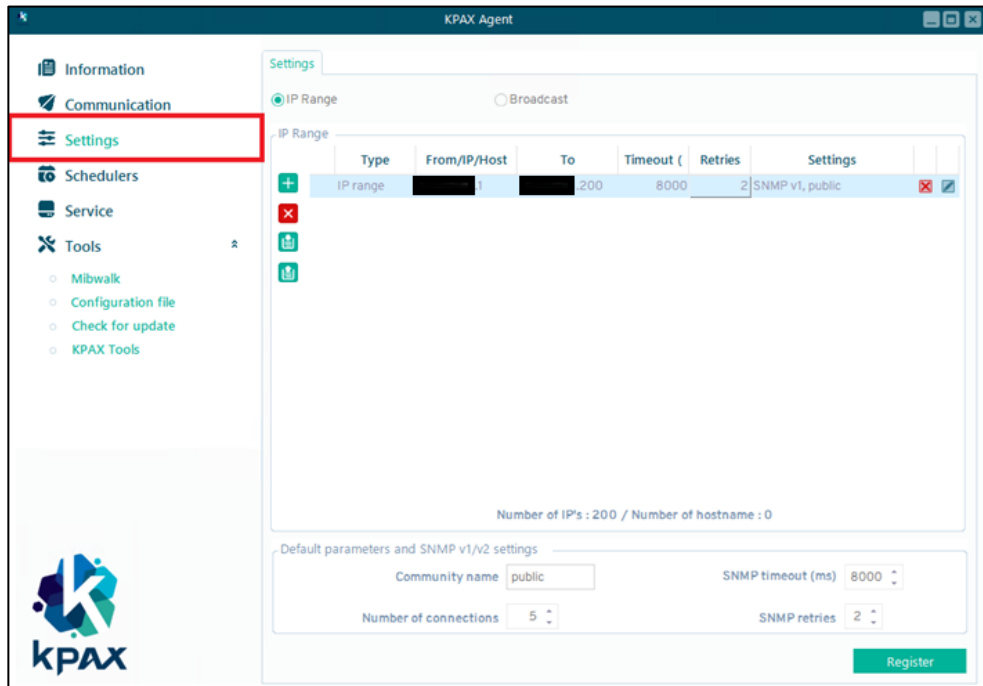 KPAX Agent
Information
Communication
Settings
Schedulers
Service
Tools
Mibwalk
Configuration file
Check for update
KPAX Tools
kpax
Settings
IP Range
Broadcast
IP Range
Type From/IP/Host To Timeout ( Retries Settings
IP range .1 .200 8000 2 SNMP v1, public
Number of IP's : 200 / Number of hostname : 0
Default parameters and SNMP v1/v2 settings
Community name public SNMP timeout (ms) 8000
Number of connections 5 SNMP retries 2
Register